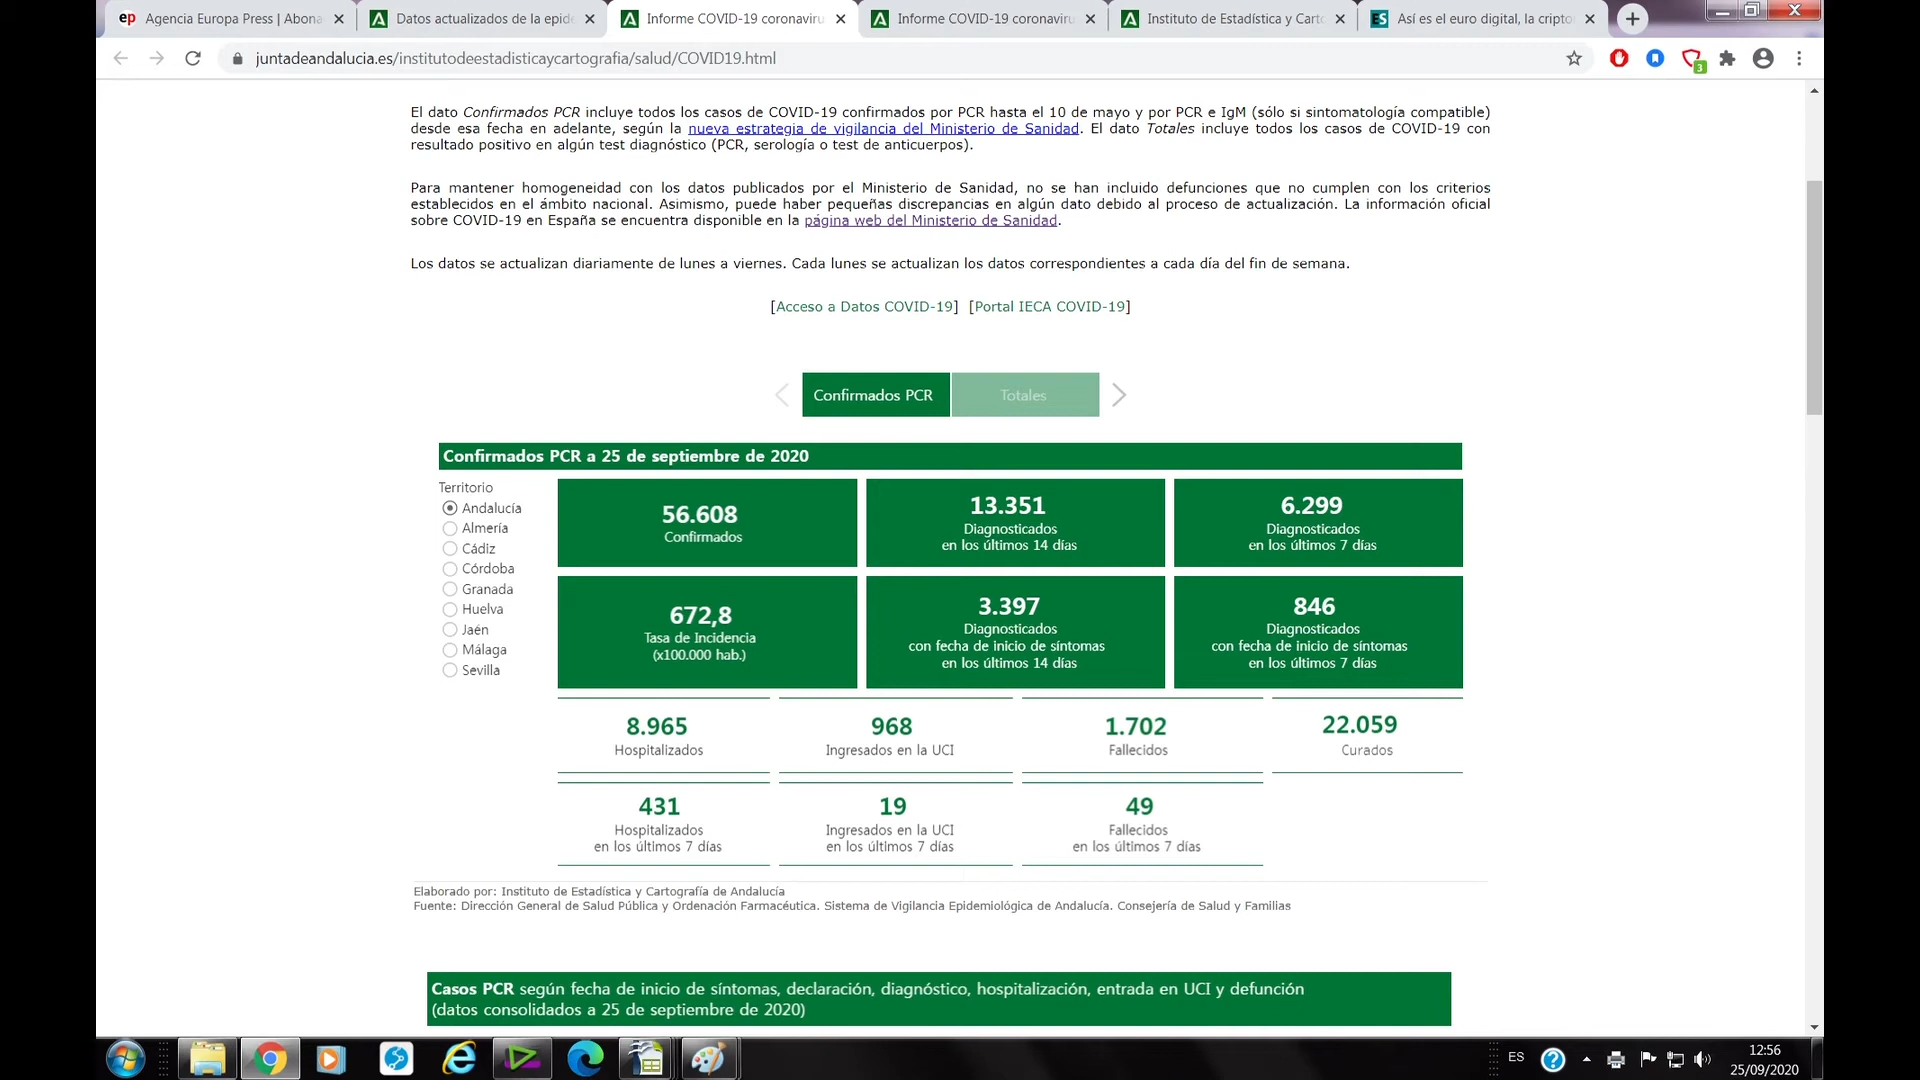 Agencia Europa Press | Abona
Datos actualizados de la epide
Informe COVID-19 coronaviru
Informe COVID-19 coronaviru
Instituto de Estadística y Carto
Así es el euro digital, la cripto
juntadeandalucia.es/institutodeestadisticaycartografia/salud/COVID19.html
3
El dato Confirmados PCR incluye todos los casos de COVID-19 confirmados por PCR hasta el 10 de mayo y por PCR e IgM (sólo si sintomatología compatible)
desde esa fecha en adelante, según la nueva estrategia de vigilancia del Ministerio de Sanidad. El dato Totales incluye todos los casos de COVID-19 con
resultado positivo en algún test diagnóstico (PCR, serología o test de anticuerpos).
Para mantener homogeneidad con los datos publicados por el Ministerio de Sanidad, no se han incluido defunciones que no cumplen con los criterios
establecidos en el ámbito nacional. Asimismo, puede haber pequeñas discrepancias en algún dato debido al proceso de actualización. La información oficial
sobre COVID-19 en España se encuentra disponible en la página web del Ministerio de Sanidad.
Los datos se actualizan diariamente de lunes a viernes. Cada lunes se actualizan los datos correspondientes a cada día del fin de semana.
[Acceso a Datos COVID-19] [Portal IECA COVID-19]
Confirmados PCR
Totales
Confirmados PCR a 25 de septiembre de 2020
Territorio
Andalucía
Almería
Cádiz
Córdoba
Granada
Huelva
Jaén
Málaga
Sevilla
56.608
Confirmados
13.351
Diagnosticados
en los últimos 14 días
6.299
Diagnosticados
en los últimos 7 días
672,8
Tasa de Incidencia
(x100.000 hab.)
3.397
Diagnosticados
con fecha de inicio de síntomas
en los últimos 14 días
846
Diagnosticados
con fecha de inicio de síntomas
en los últimos 7 días
8.965
Hospitalizados
968
Ingresados en la UCI
1.702
Fallecidos
22.059
Curados
431
Hospitalizados
en los últimos 7 días
19
Ingresados en la UCI
en los últimos 7 días
49
Fallecidos
en los últimos 7 días
Elaborado por: Instituto de Estadística y Cartografía de Andalucía
Fuente: Dirección General de Salud Pública y Ordenación Farmacéutica. Sistema de Vigilancia Epidemiológica de Andalucía. Consejería de Salud y Familias
Casos PCR según fecha de inicio de síntomas, declaración, diagnóstico, hospitalización, entrada en UCI y defunción
(datos consolidados a 25 de septiembre de 2020)
ES
12:56
25/09/2020